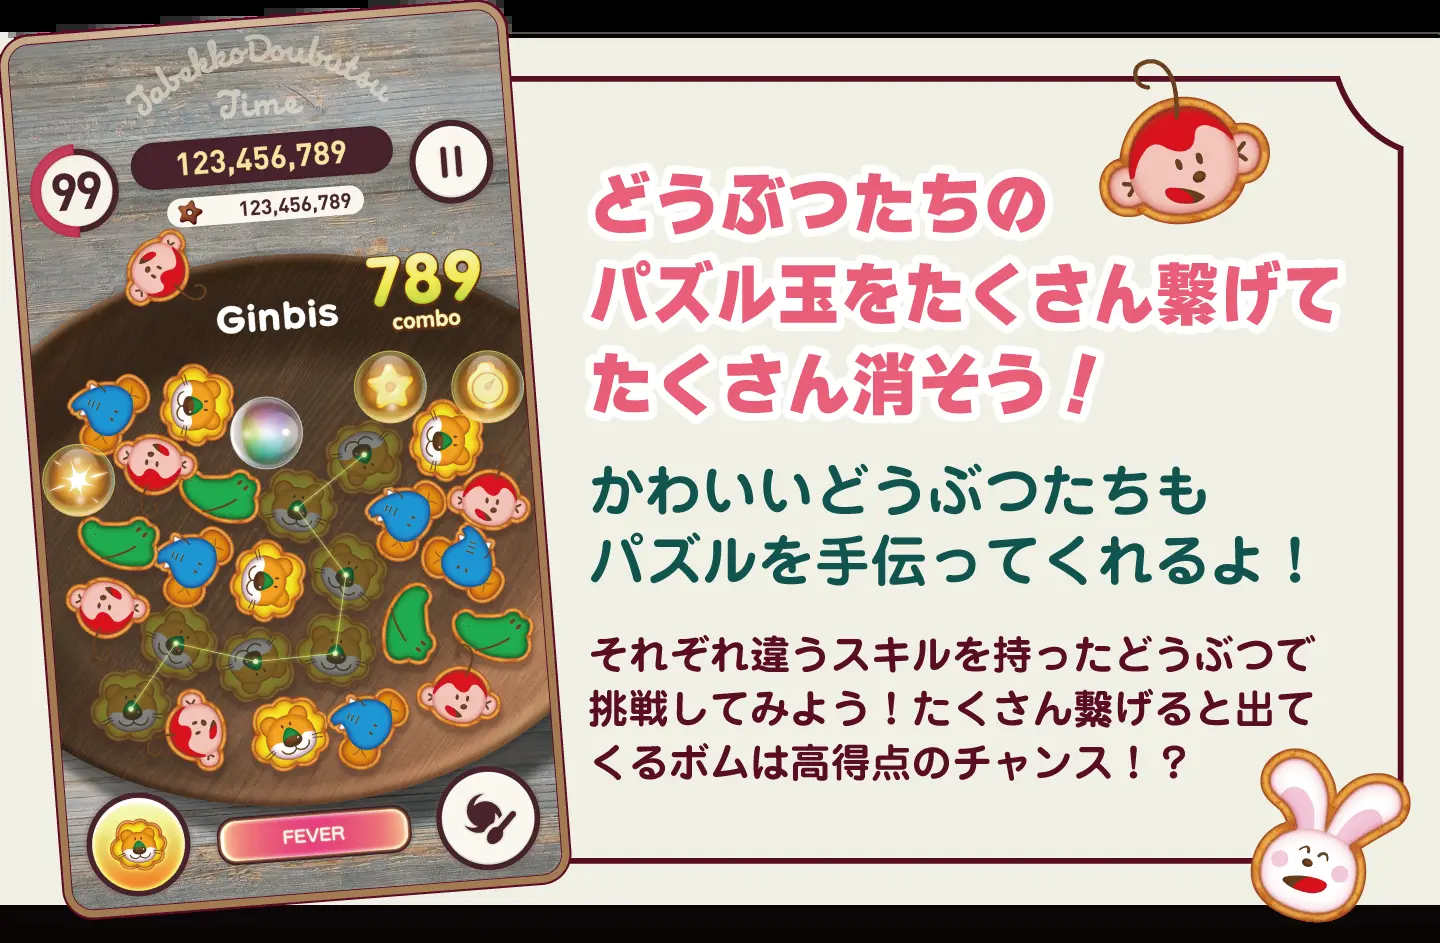 TabekkoDoubatsu
Time
99
123,456,789
123,456,789
789
combo
Ginbis
FEVER
どうぶつたちの
パズル玉をたくさん繋げて
たくさん消そう！
かわいいどうぶつたちも
パズルを手伝ってくれるよ！
それぞれ違うスキルを持ったどうぶつで
挑戦してみよう！たくさん繋げると出て
くるボムは高得点のチャンス！？